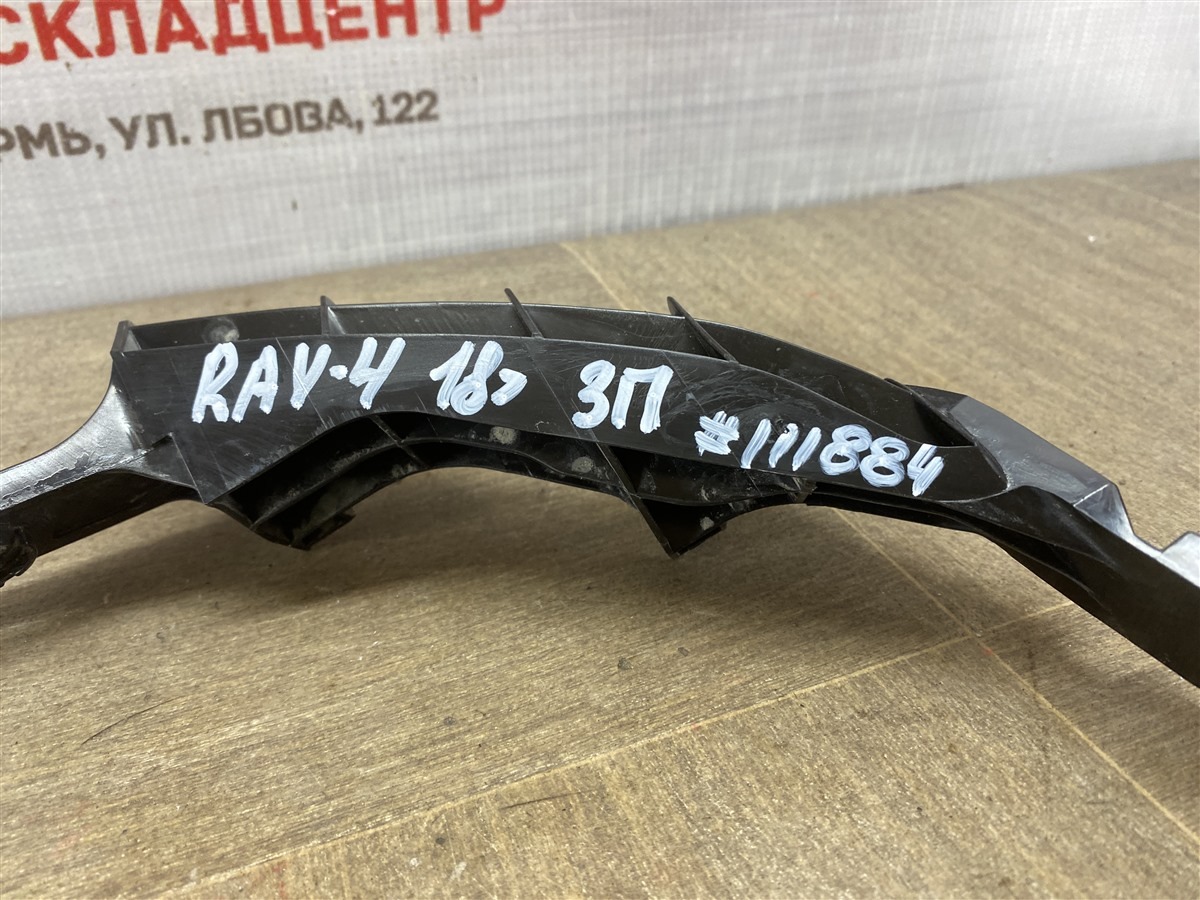 СКЛАДЦЕНТР
РМЬ, УЛ. ЛБОВА, 122
RAV-4 18> ЗП #111884